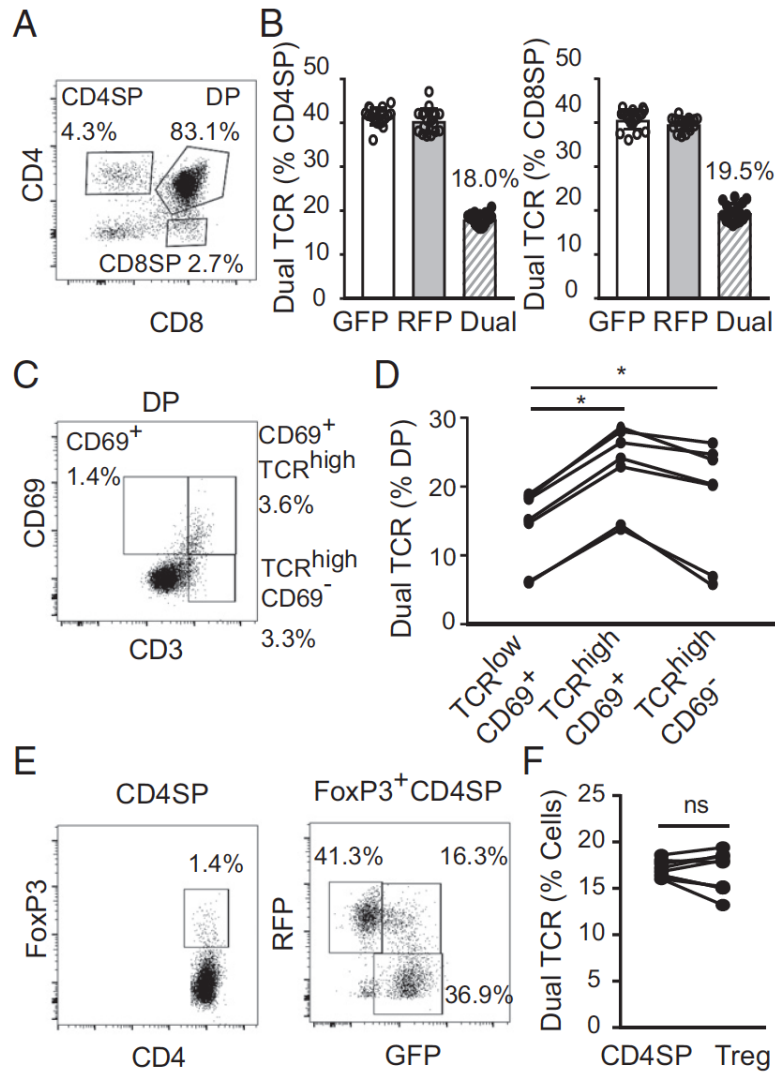 A
CD4SP DP
4.3% 83.1%
CD4
CD8SP 2.7%
CD8
B
Dual TCR (% CD4SP)
50
40
30
20
10
0
18.0%
GFP RFP Dual
Dual TCR (% CD8SP)
50
40
30
20
10
0
19.5%
GFP RFP Dual
C
DP
CD69+
1.4%
CD69+
TCRhigh
3.6%
TCRhigh
CD69-
3.3%
CD69
CD3
D
*
*
Dual TCR (% DP)
30
20
10
0
TCRlow
CD69+
TCRhigh
CD69+
TCRhigh
CD69-
E
CD4SP
1.4%
FoxP3
CD4
FoxP3+CD4SP
41.3% 16.3%
RFP
36.9%
GFP
F
ns
Dual TCR (% Cells)
25
20
15
10
5
0
CD4SP Treg